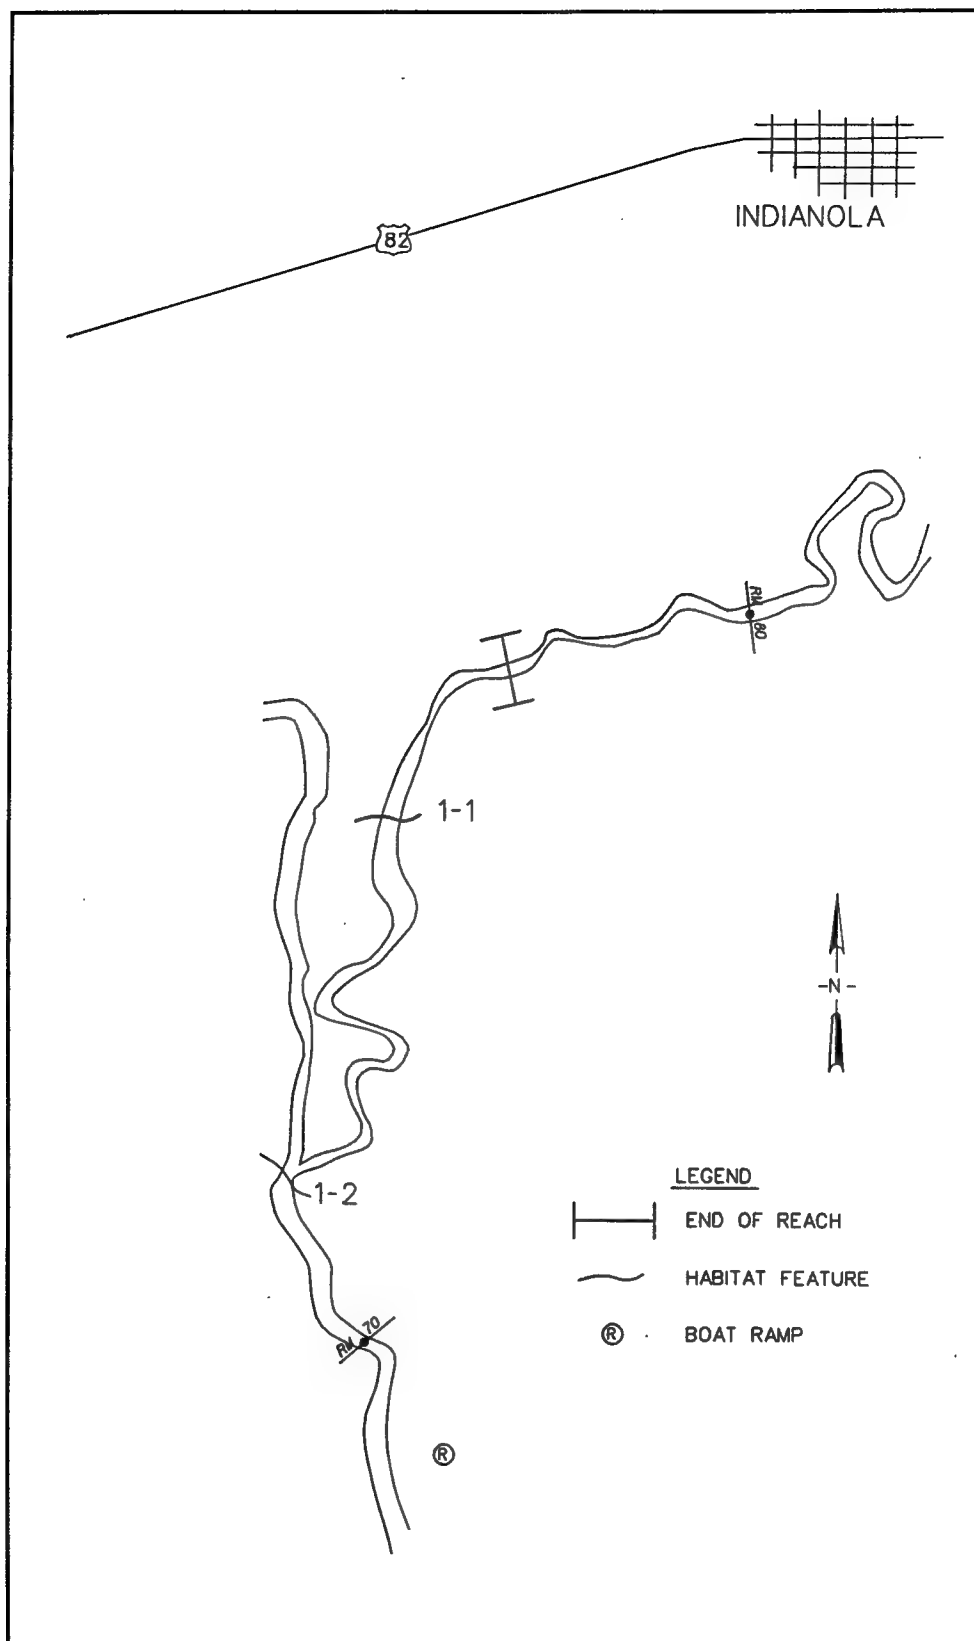 INDIANOLA
82
RM 80
1-1
-N-
1-2
LEGEND
END OF REACH
HABITAT FEATURE
RM 70
R BOAT RAMP
R